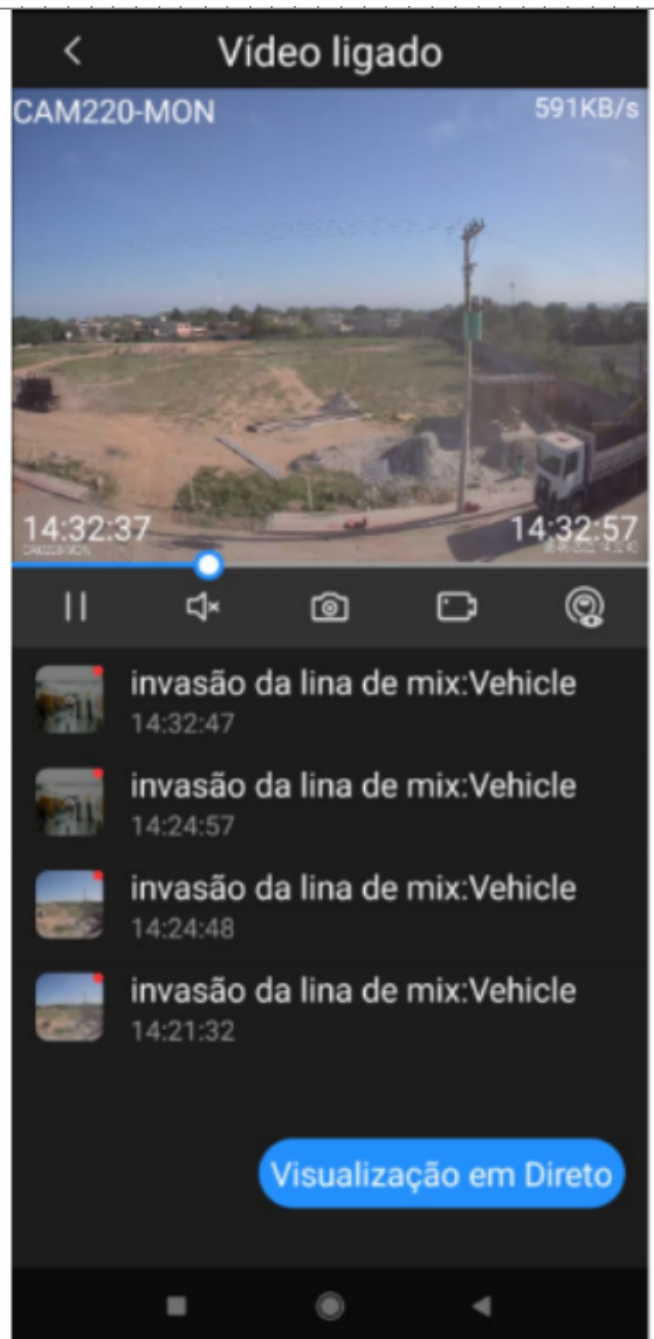 Vídeo ligado
CAM220-MON
591KB/s
14:32:37
14:32:57
CAM220-MON
invasão da lina de mix:Vehicle
14:32:47
invasão da lina de mix:Vehicle
14:24:57
invasão da lina de mix:Vehicle
14:24:48
invasão da lina de mix:Vehicle
14:21:32
Visualização em Direto